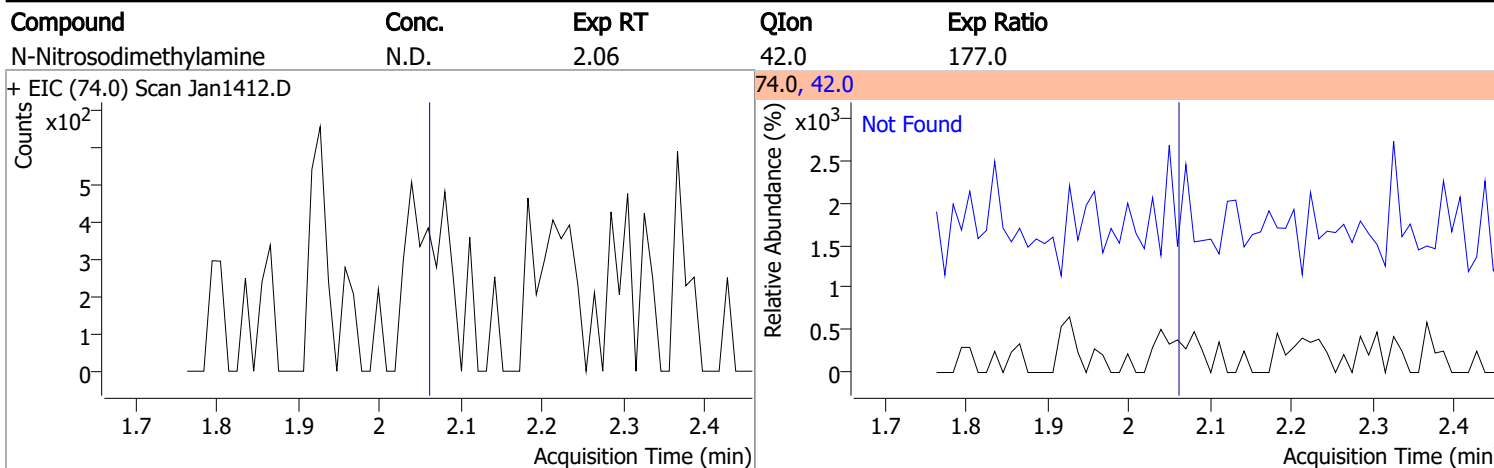 Compound Conc. Exp RT QIon Exp Ratio
N-Nitrosodimethylamine N.D. 2.06 42.0 177.0
+ EIC (74.0) Scan Jan1412.D
Counts
x10²
5
4
3
2
1
0
1.7 1.8 1.9 2 2.1 2.2 2.3 2.4
Acquisition Time (min)
74.0, 42.0
Relative Abundance (%)
x10³
Not Found
2.5
2
1.5
1
0.5
0
1.7 1.8 1.9 2 2.1 2.2 2.3 2.4
Acquisition Time (min